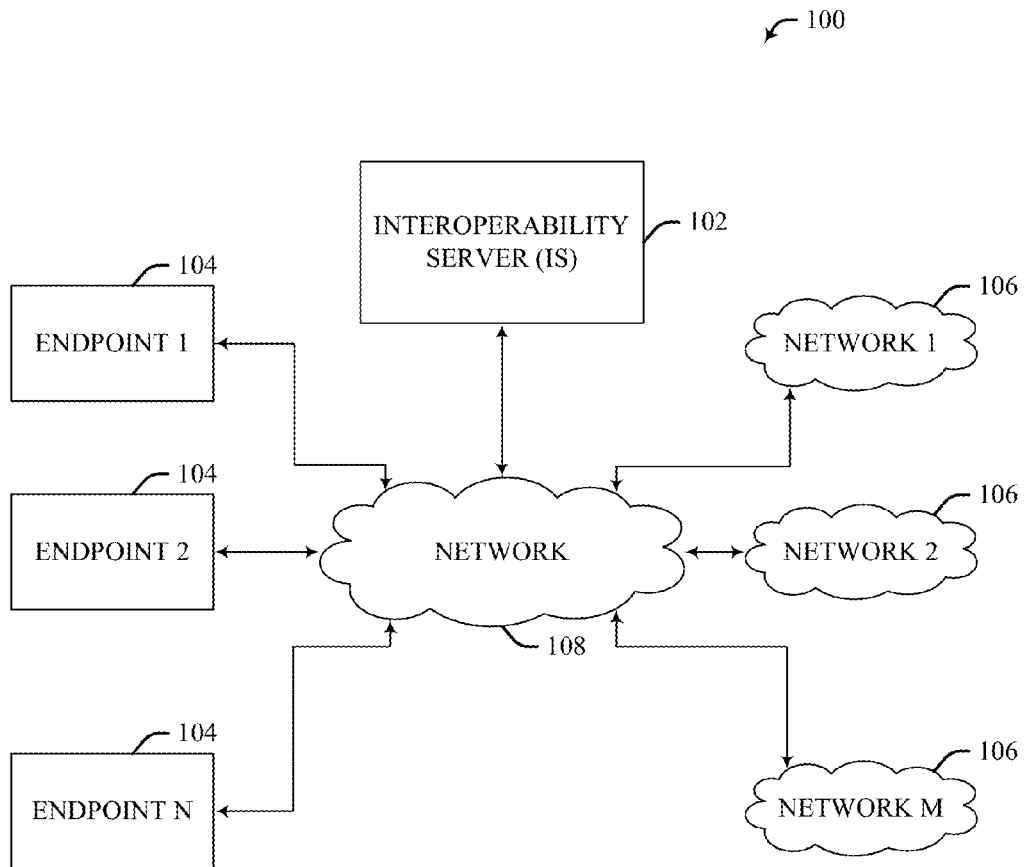 100
INTEROPERABILITY
SERVER (IS)
102
104
ENDPOINT 1
106
NETWORK 1
104
ENDPOINT 2
NETWORK
106
NETWORK 2
108
104
ENDPOINT N
106
NETWORK M